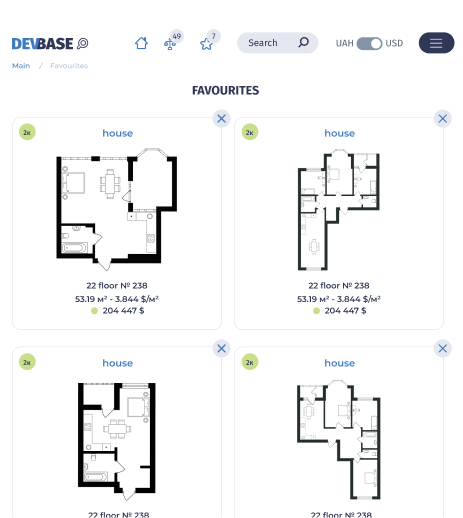 DEVBASE
49
7
Search
UAH USD
Main / Favourites
FAVOURITES
2к
house
22 floor № 238
53.19 м² - 3.844 $/м²
204 447 $
2к
house
22 floor № 238
53.19 м² - 3.844 $/м²
204 447 $
2к
house
22 floor № 238
2к
house
22 floor № 238